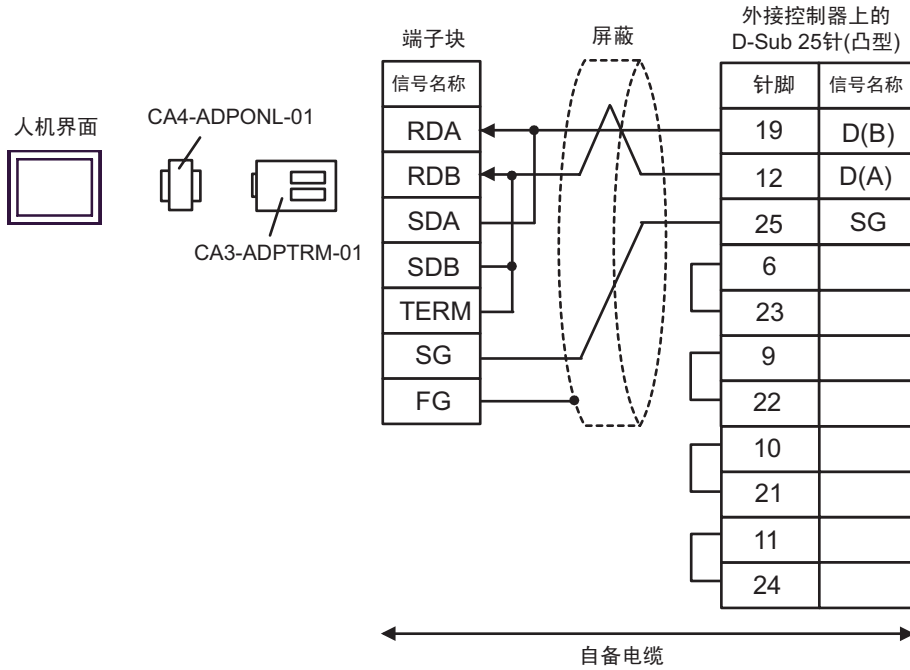 人机界面
CA4-ADPONL-01
CA3-ADPTRM-01
端子块
信号名称
RDA
RDB
SDA
SDB
TERM
SG
FG
屏蔽
外接控制器上的
D-Sub 25针(凸型)
针脚 信号名称
19 D(B)
12 D(A)
25 SG
6
23
9
22
10
21
11
24
自备电缆